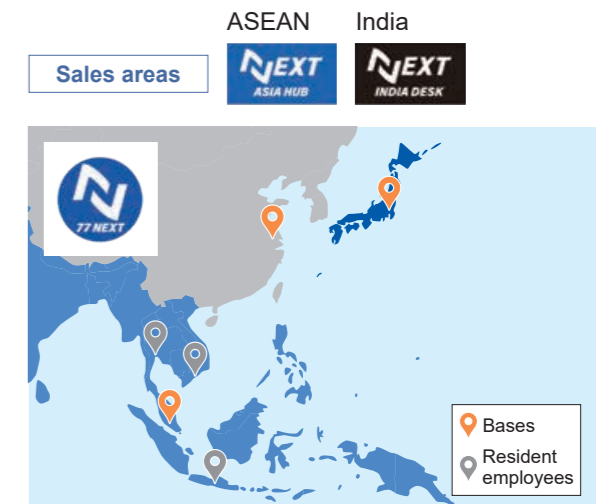 ASEAN
India
Sales areas
NEXT
ASIA HUB
NEXT
INDIA DESK
N
77 NEXT
Bases
Resident
employees